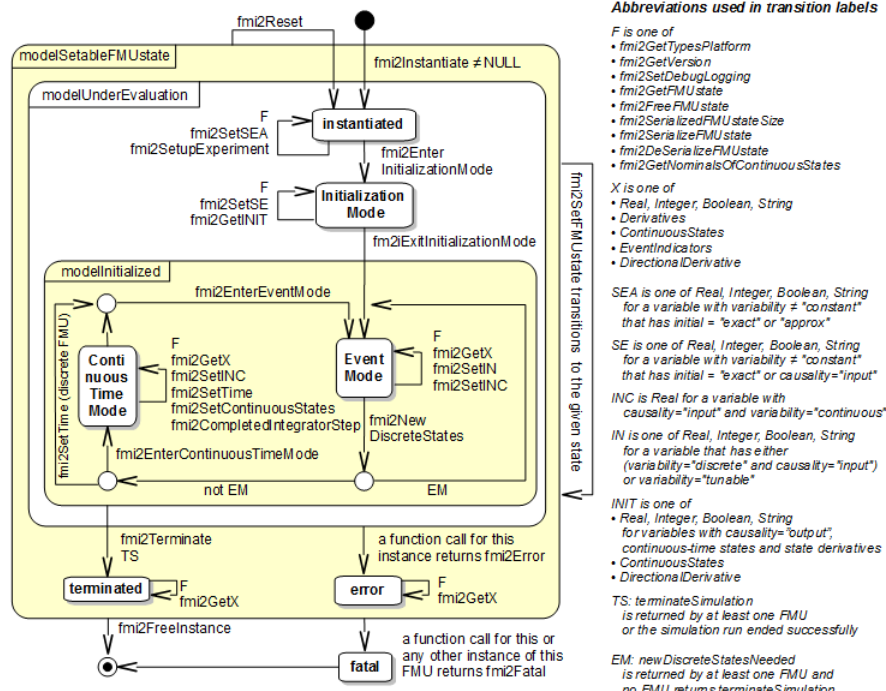 fmi2Reset
modelSetableFMUstate
fmi2Instantiate ≠ NULL
modelUnderEvaluation
F
fmi2SetSEA
fmi2SetupExperiment
instantiated
fmi2Enter
InitializationMode
F
fmi2SetSE
fmi2GetINIT
Initialization
Mode
fm2iExitInitializationMode
fmi2SetFMUstate transitions to the given state
modelInitialized
fmi2EnterEventMode
fmi2SetTime (discrete FMU)
Conti
nuous
Time
Mode
F
fmi2GetX
fmi2SetINC
fmi2SetTime
fmi2SetContinuousStates
fmi2CompletedIntegratorStep
Event
Mode
F
fmi2GetX
fmi2SetIN
fmi2SetINC
fmi2New
DiscreteStates
fmi2EnterContinuousTimeMode
not EM
EM
fmi2Terminate
TS
a function call for this
instance returns fmi2Error
terminated
F
fmi2GetX
error
F
fmi2GetX
fmi2FreeInstance
a function call for this or
any other instance of this
FMU returns fmi2Fatal
fatal
Abbreviations used in transition labels
F is one of
• fmi2GetTypesPlatform
• fmi2GetVersion
• fmi2SetDebugLogging
• fmi2GetFMUstate
• fmi2FreeFMUstate
• fmi2SerializedFMUstateSize
• fmi2SerializeFMUstate
• fmi2DeSerializeFMUstate
• fmi2GetNominalsOfContinuousStates
X is one of
• Real, Integer, Boolean, String
• Derivatives
• ContinuousStates
• EventIndicators
• DirectionalDerivative
SEA is one of Real, Integer, Boolean, String
for a variable with variability ≠ "constant"
that has initial = "exact" or "approx"
SE is one of Real, Integer, Boolean, String
for a variable with variability ≠ "constant"
that has initial = "exact" or causality="input"
INC is Real for a variable with
causality="input" and variability="continuous"
IN is one of Real, Integer, Boolean, String
for a variable that has either
(variability="discrete" and causality="input")
or variability="tunable"
INIT is one of
• Real, Integer, Boolean, String
for variables with causality="output",
continuous-time states and state derivatives
• ContinuousStates
• DirectionalDerivative
TS: terminateSimulation
is returned by at least one FMU
or the simulation run ended successfully
EM: newDiscreteStatesNeeded
is returned by at least one FMU and
no FMU returns terminateSimulation